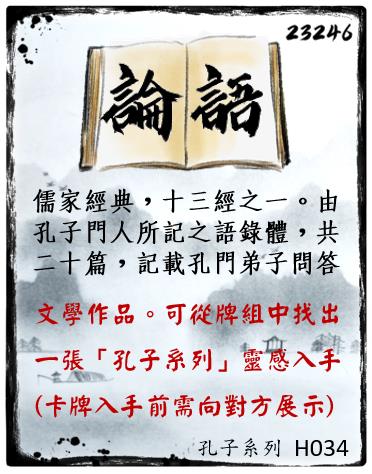 23246
論語
儒家經典，十三經之一。由
孔子門人所記之語錄體，共
二十篇，記載孔門弟子問答
文學作品。可從牌組中找出
一張「孔子系列」靈感入手
(卡牌入手前需向對方展示)
孔子系列 H034